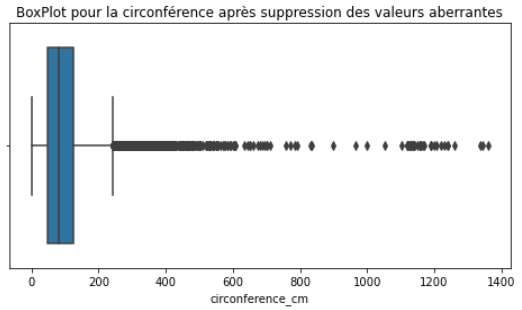 BoxPlot pour la circonférence après suppression des valeurs aberrantes
0 200 400 600 800 1000 1200 1400
circonference_cm